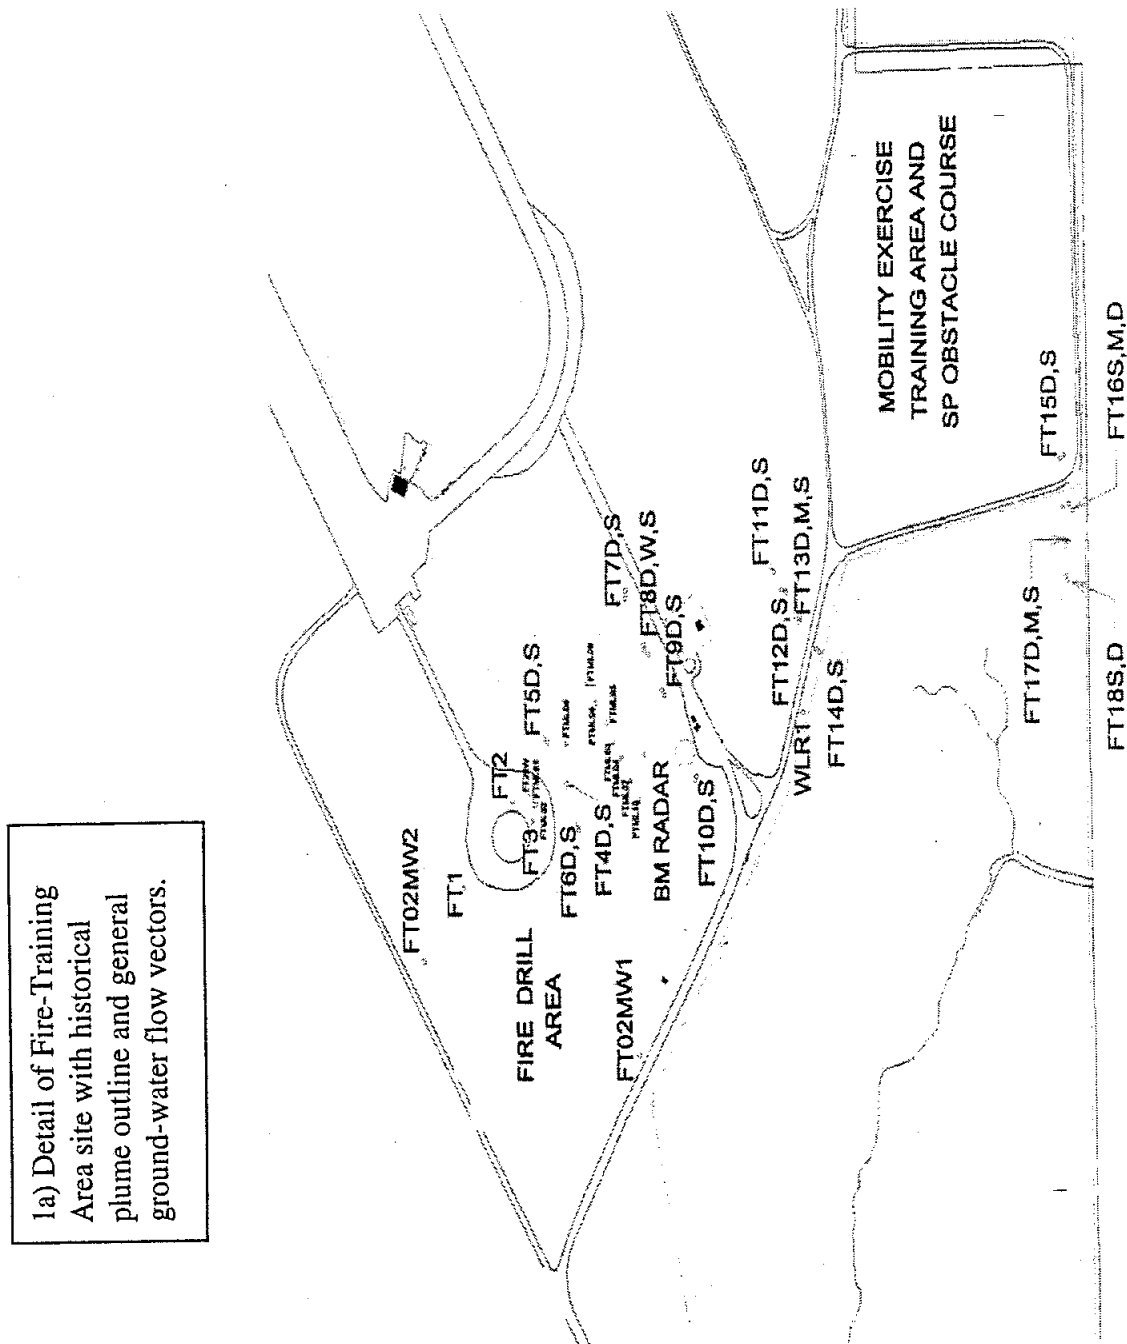 1a) Detail of Fire-Training
Area site with historical
plume outline and general
ground-water flow vectors.
FT02MW2
FT1
FT2
FT3
FT5D,S
FT6D,S
FT4D,S
FIRE DRILL
AREA
FT02MW1
BM RADAR
FT7D,S
FT8D,W,S
FT9D,S
FT10D,S
FT11D,S
FT12D,S
FT13D,M,S
WLR1
FT14D,S
MOBILITY EXERCISE
TRAINING AREA AND
SP OBSTACLE COURSE
FT15D,S
FT16S,M,D
FT17D,M,S
FT18S,D